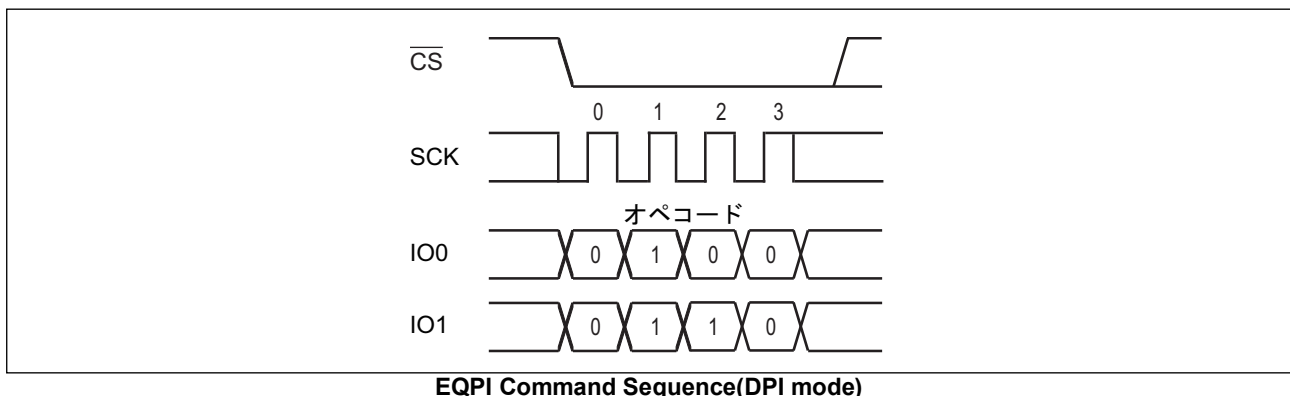 CS
0 1 2 3
SCK
オペコード
IO0 0 1 0 0
IO1 0 1 1 0
EQPI Command Sequence(DPI mode)